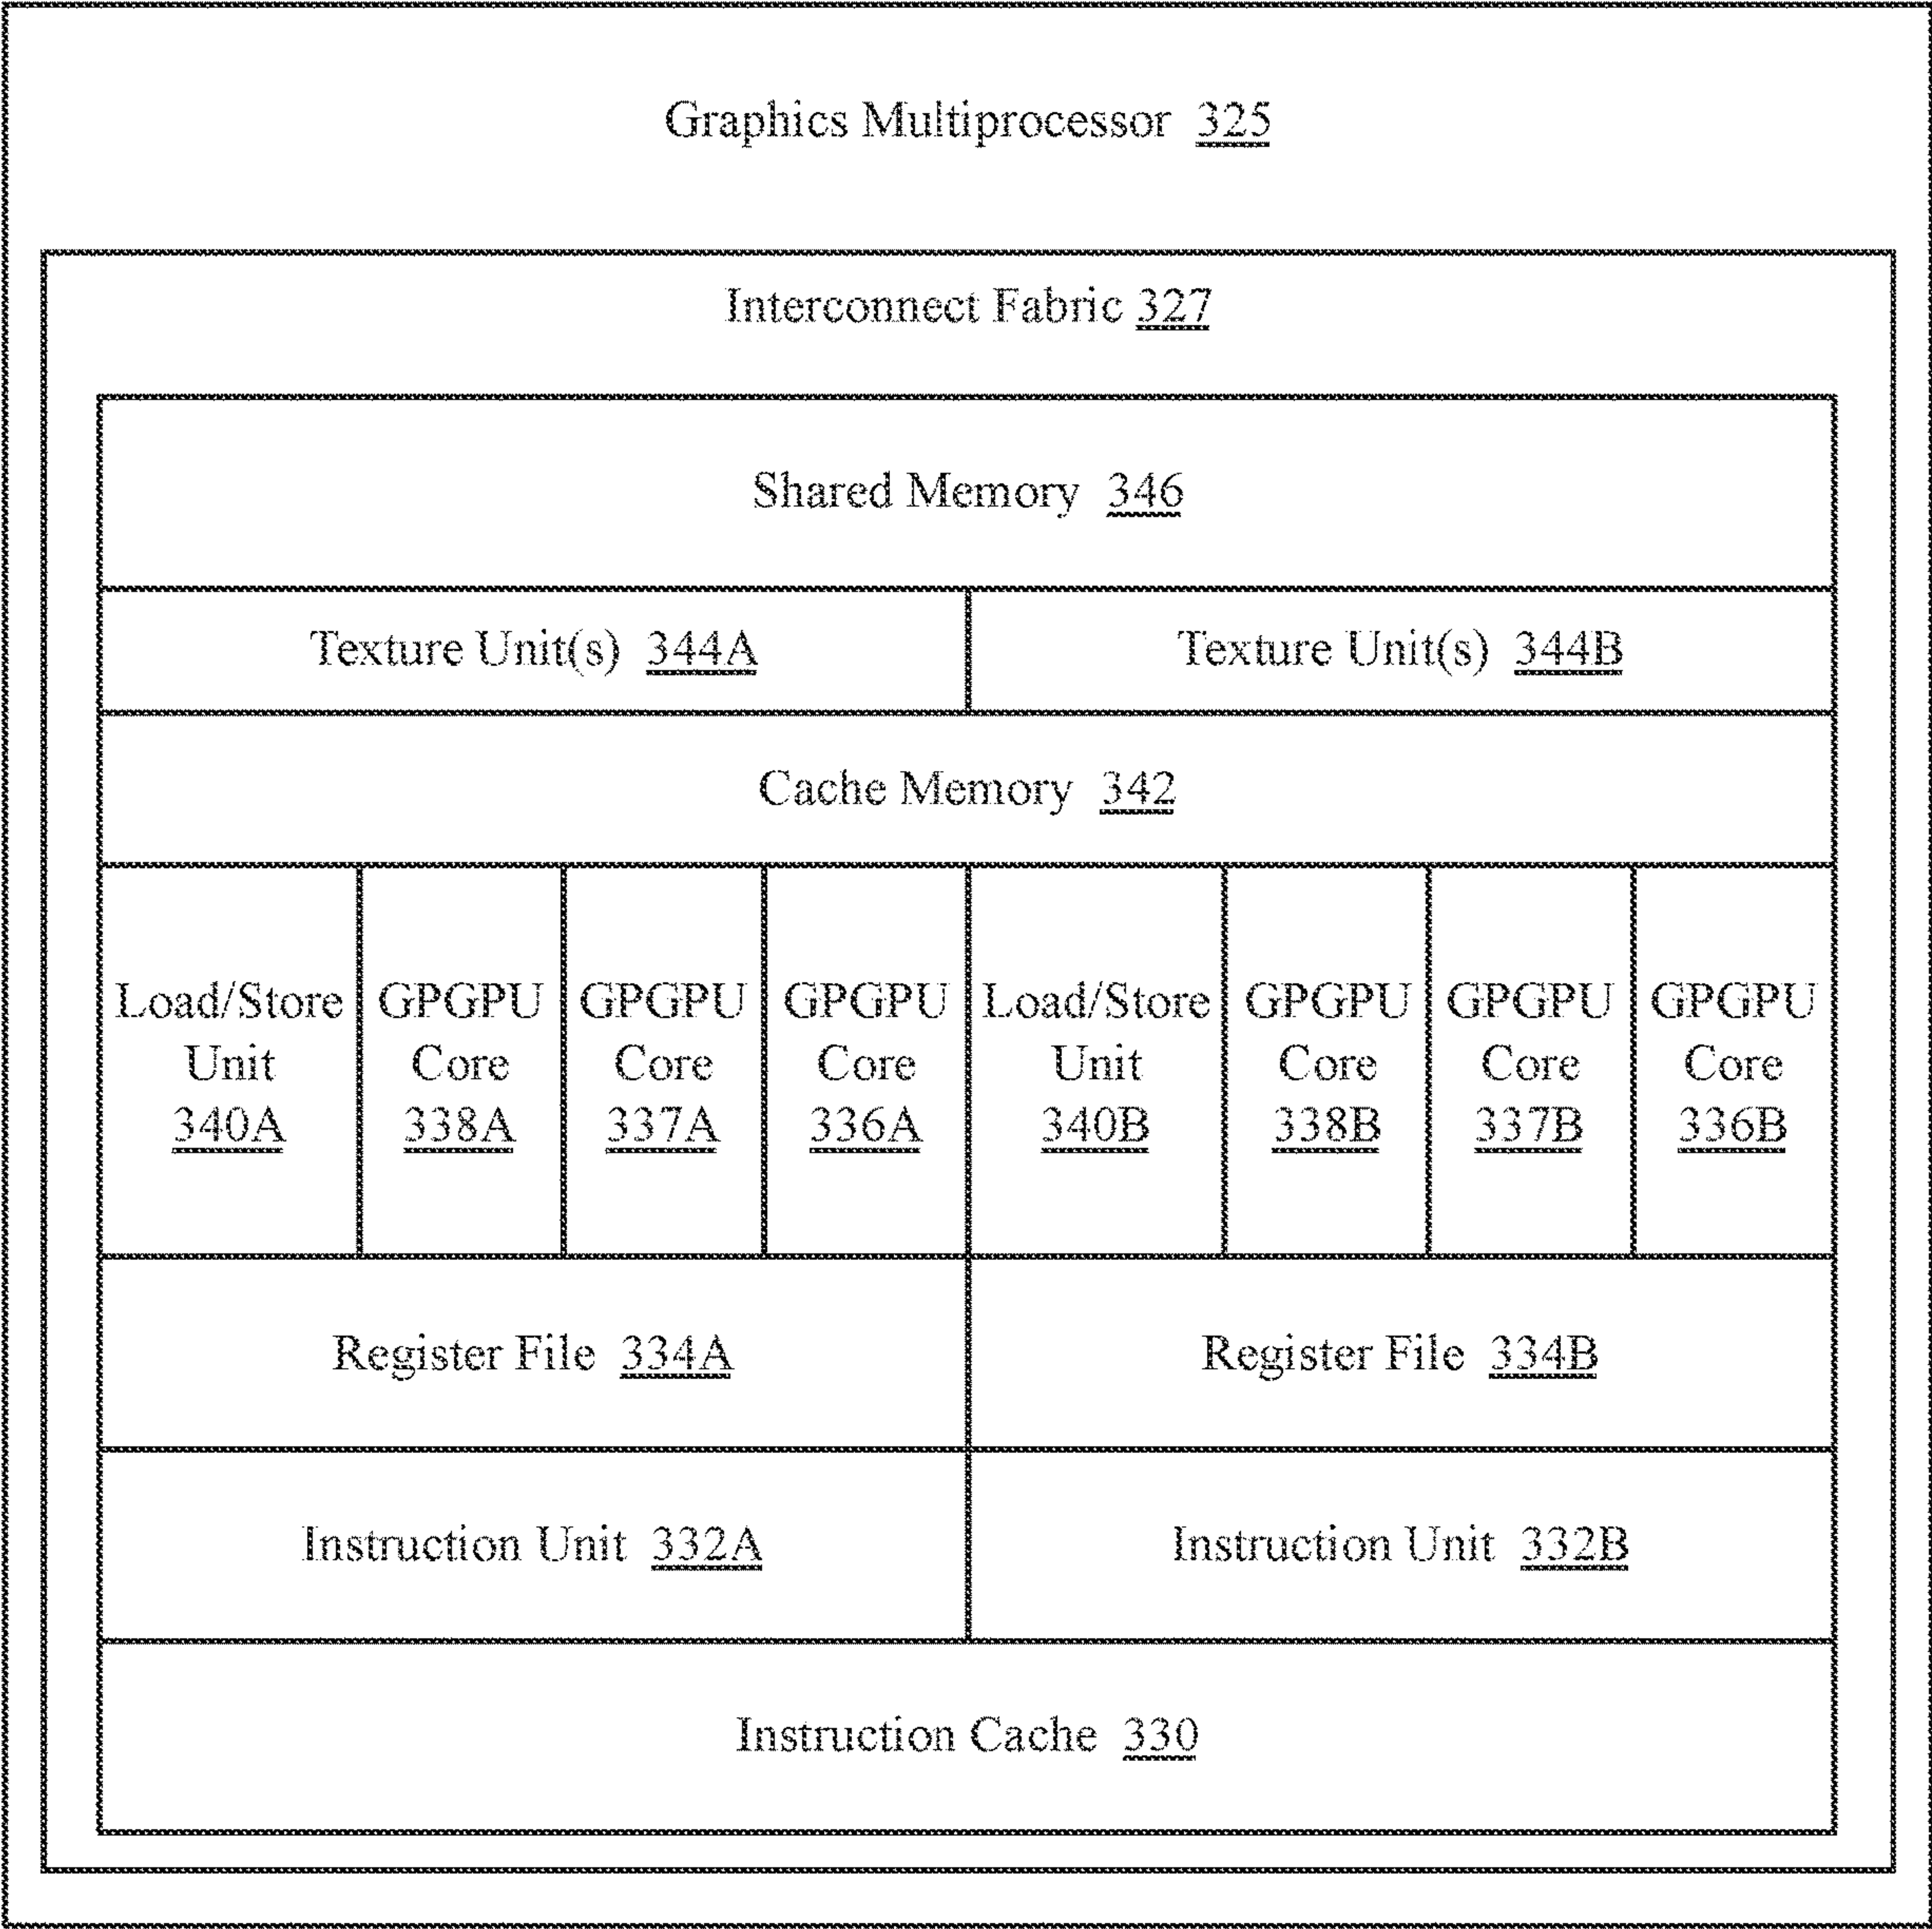 Graphics Multiprocessor 325
Interconnect Fabric 327
Shared Memory 346
Texture Unit(s) 344A
Texture Unit(s) 344B
Cache Memory 342
Load/Store
Unit
340A
GPGPU
Core
338A
GPGPU
Core
337A
GPGPU
Core
336A
Load/Store
Unit
340B
GPGPU
Core
338B
GPGPU
Core
337B
GPGPU
Core
336B
Register File 334A
Register File 334B
Instruction Unit 332A
Instruction Unit 332B
Instruction Cache 330